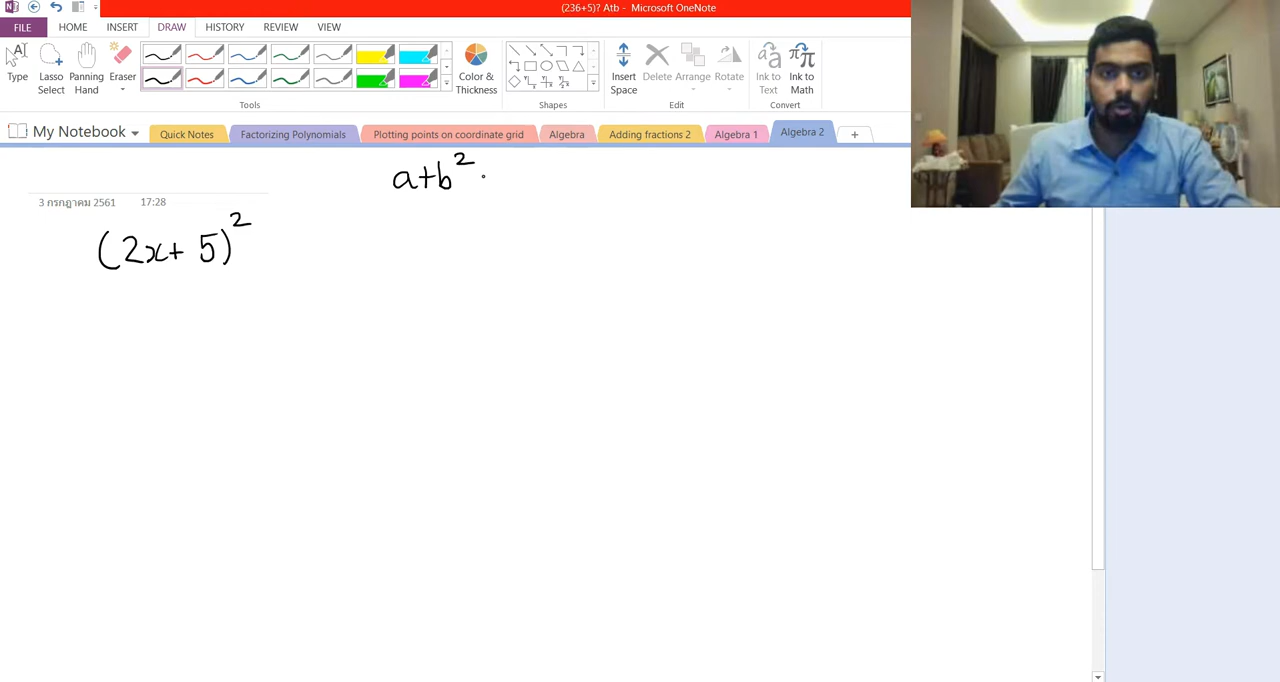 (236+5)? Atb - Microsoft OneNote
FILE HOME INSERT DRAW HISTORY REVIEW VIEW
Type Lasso Select Panning Hand Eraser Color & Thickness Insert Space Delete Arrange Rotate Ink to Text Ink to Math
Tools Shapes Edit Convert
My Notebook Quick Notes Factorizing Polynomials Plotting points on coordinate grid Algebra Adding fractions 2 Algebra 1 Algebra 2
a+b²
3 กรกฎาคม 2561 17:28
(2x+ 5)²